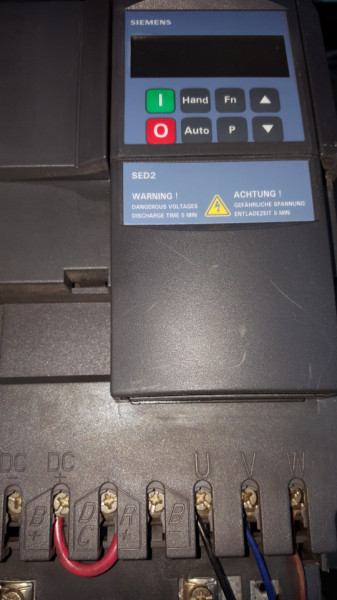 SIEMENS
I Hand Fn
O Auto P
SED2
WARNING !
DANGEROUS VOLTAGES
DISCHARGE TIME 5 MIN
ACHTUNG !
GEFÄHRLICHE SPANNUNG
ENTLADEZEIT 5 MIN
DC DC U V W
B+ DC R+ B-